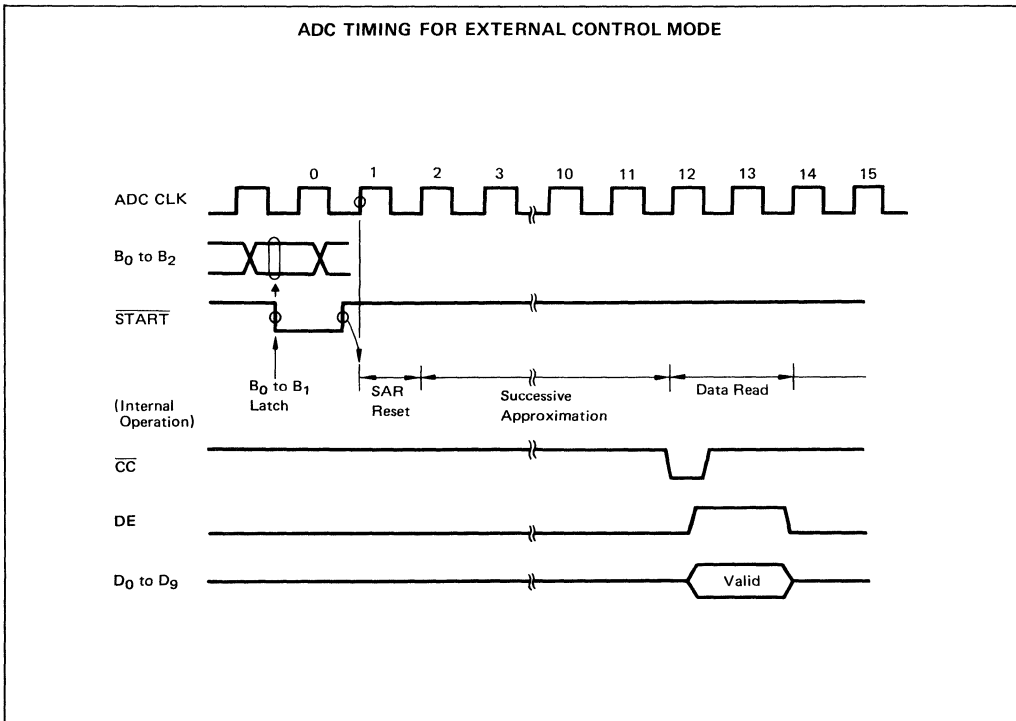 ADC TIMING FOR EXTERNAL CONTROL MODE
0 1 2 3 10 11 12 13 14 15
ADC CLK
B0 to B2
START
B0 to B1
Latch
SAR
Reset
Successive
Approximation
Data Read
(Internal
Operation)
CC
DE
D0 to D9
Valid